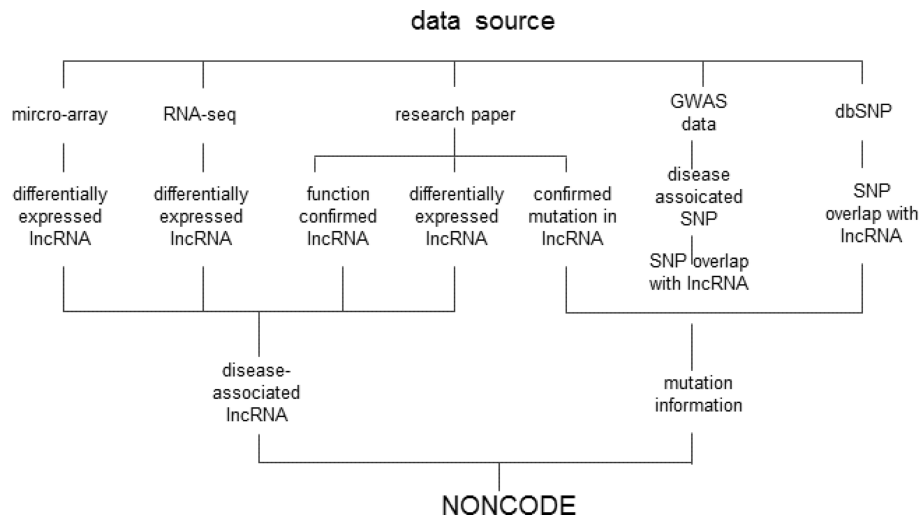 data source
mircro-array
RNA-seq
research paper
GWAS
data
dbSNP
differentially
expressed
lncRNA
differentially
expressed
lncRNA
function
confirmed
lncRNA
differentially
expressed
lncRNA
confirmed
mutation in
lncRNA
disease
assoicated
SNP
SNP overlap
with lncRNA
SNP
overlap with
lncRNA
disease-
associated
lncRNA
mutation
information
NONCODE